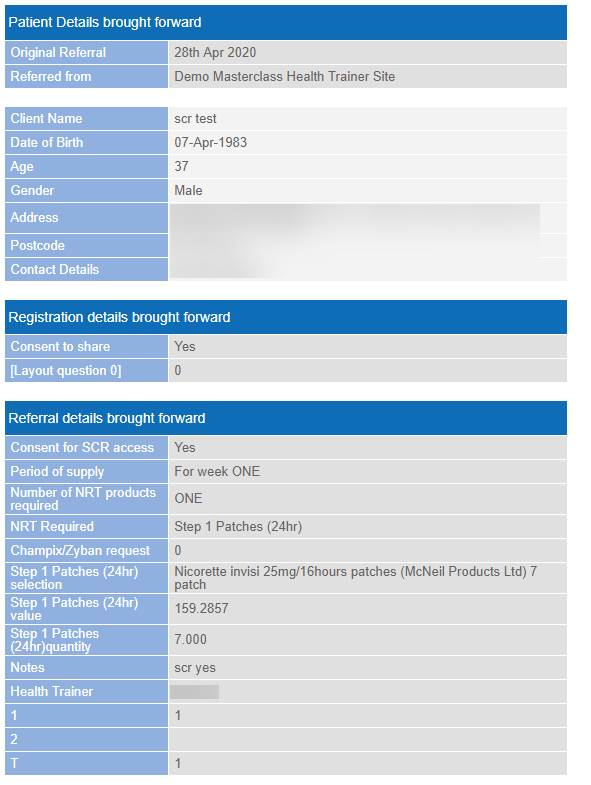 Patient Details brought forward
Original Referral 28th Apr 2020
Referred from Demo Masterclass Health Trainer Site
Client Name scr test
Date of Birth 07-Apr-1983
Age 37
Gender Male
Address
Postcode
Contact Details
Registration details brought forward
Consent to share Yes
[Layout question 0] 0
Referral details brought forward
Consent for SCR access Yes
Period of supply For week ONE
Number of NRT products
required ONE
NRT Required Step 1 Patches (24hr)
Champix/Zyban request 0
Step 1 Patches (24hr) Nicorette invisi 25mg/16hours patches (McNeil Products Ltd) 7
selection patch
Step 1 Patches (24hr)
value 159.2857
Step 1 Patches
(24hr)quantity 7.000
Notes scr yes
Health Trainer
1 1
2
T 1